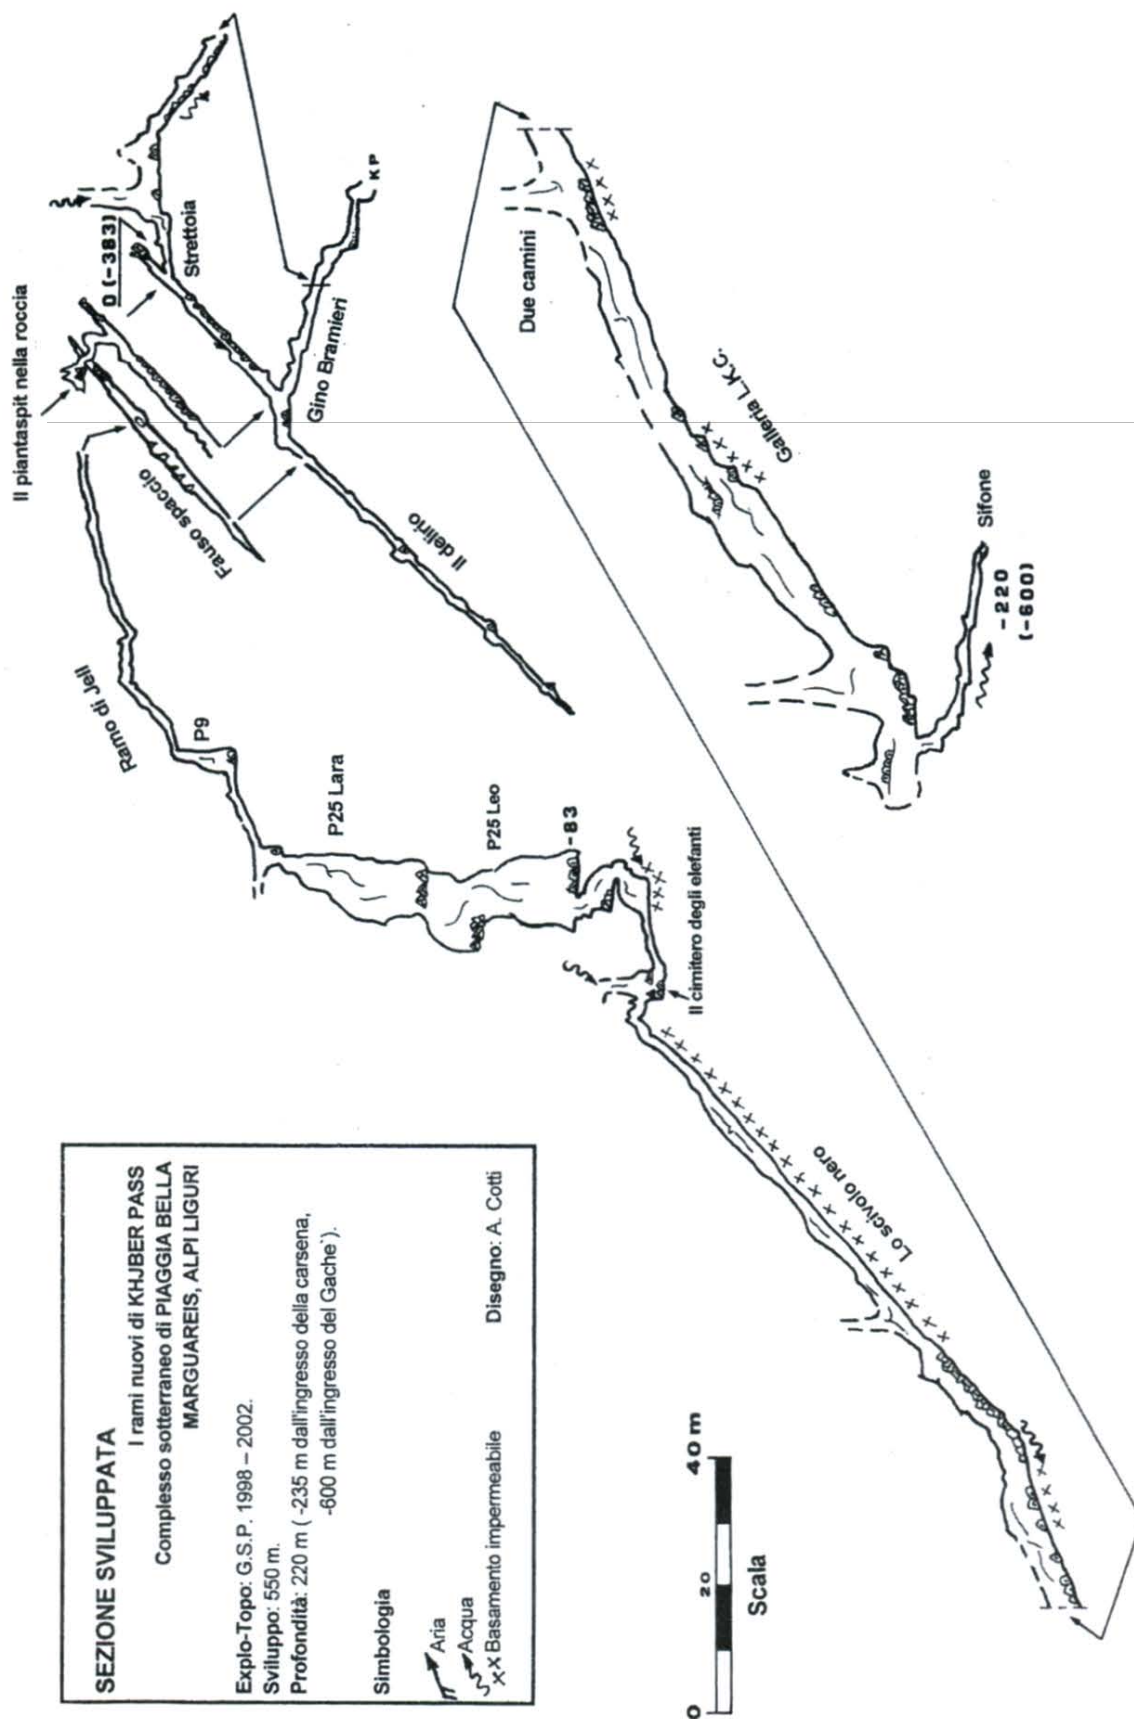 SEZIONE SVILUPPATA
I rami nuovi di KHJBER PASS
Complesso sotterraneo di PIAGGIA BELLA
MARGUAREIS, ALPI LIGURI
Explo-Topo: G.S.P. 1998 – 2002.
Sviluppo: 550 m.
Profondità: 220 m ( -235 m dall'ingresso della carsena,
-600 m dall'ingresso del Gache`).
Simbologia
Aria
Acqua
Basamento impermeabile
Disegno: A. Cotti
0
20
40 m
Scala
Il piantaspit nella roccia
0 (-383)
Strettoia
KP
Gino Bramieri
Fauso spaccio
Il delirio
Ramo di Jell
P9
P25 Lara
P25 Leo
-83
Il cimitero degli elefanti
Lo scivolo nero
Due camini
Galleria L.K.C.
Sifone
-220
(-600)